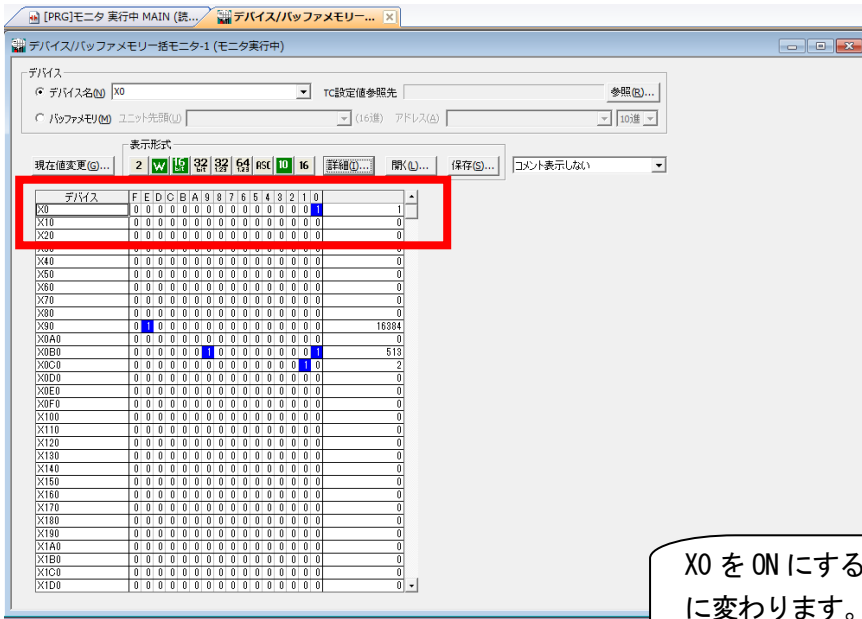 [PRG]モニタ 実行中 MAIN (読... デバイス/バッファメモリー...
デバイス/バッファメモリ一括モニタ-1 (モニタ実行中)
デバイス
デバイス名(N) X0 TC設定値参照先 参照(R)...
バッファメモリ(M) ユニット先頭(U) (16進) アドレス(A) 10進
表示形式
現在値変更(G)... 2 W 16 bit 32 bit 32 1.23 64 1.23 ASC 10 16 詳細(I)... 開く(L)... 保存(S)... コメント表示しない
デバイス F E D C B A 9 8 7 6 5 4 3 2 1 0
X0 0 0 0 0 0 0 0 0 0 0 0 0 0 0 0 1 1
X10 0 0 0 0 0 0 0 0 0 0 0 0 0 0 0 0 0
X20 0 0 0 0 0 0 0 0 0 0 0 0 0 0 0 0 0
X30 0 0 0 0 0 0 0 0 0 0 0 0 0 0 0 0 0
X40 0 0 0 0 0 0 0 0 0 0 0 0 0 0 0 0 0
X50 0 0 0 0 0 0 0 0 0 0 0 0 0 0 0 0 0
X60 0 0 0 0 0 0 0 0 0 0 0 0 0 0 0 0 0
X70 0 0 0 0 0 0 0 0 0 0 0 0 0 0 0 0 0
X80 0 0 0 0 0 0 0 0 0 0 0 0 0 0 0 0 0
X90 0 1 0 0 0 0 0 0 0 0 0 0 0 0 0 0 16384
X0A0 0 0 0 0 0 0 0 0 0 0 0 0 0 0 0 0 0
X0B0 0 0 0 0 0 0 1 0 0 0 0 0 0 0 0 1 513
X0C0 0 0 0 0 0 0 0 0 0 0 0 0 0 0 1 0 2
X0D0 0 0 0 0 0 0 0 0 0 0 0 0 0 0 0 0 0
X0E0 0 0 0 0 0 0 0 0 0 0 0 0 0 0 0 0 0
X0F0 0 0 0 0 0 0 0 0 0 0 0 0 0 0 0 0 0
X100 0 0 0 0 0 0 0 0 0 0 0 0 0 0 0 0 0
X110 0 0 0 0 0 0 0 0 0 0 0 0 0 0 0 0 0
X120 0 0 0 0 0 0 0 0 0 0 0 0 0 0 0 0 0
X130 0 0 0 0 0 0 0 0 0 0 0 0 0 0 0 0 0
X140 0 0 0 0 0 0 0 0 0 0 0 0 0 0 0 0 0
X150 0 0 0 0 0 0 0 0 0 0 0 0 0 0 0 0 0
X160 0 0 0 0 0 0 0 0 0 0 0 0 0 0 0 0 0
X170 0 0 0 0 0 0 0 0 0 0 0 0 0 0 0 0 0
X180 0 0 0 0 0 0 0 0 0 0 0 0 0 0 0 0 0
X190 0 0 0 0 0 0 0 0 0 0 0 0 0 0 0 0 0
X1A0 0 0 0 0 0 0 0 0 0 0 0 0 0 0 0 0 0
X1B0 0 0 0 0 0 0 0 0 0 0 0 0 0 0 0 0 0
X1C0 0 0 0 0 0 0 0 0 0 0 0 0 0 0 0 0 0
X1D0 0 0 0 0 0 0 0 0 0 0 0 0 0 0 0 0 0
X0 を ON にする
に変わります。